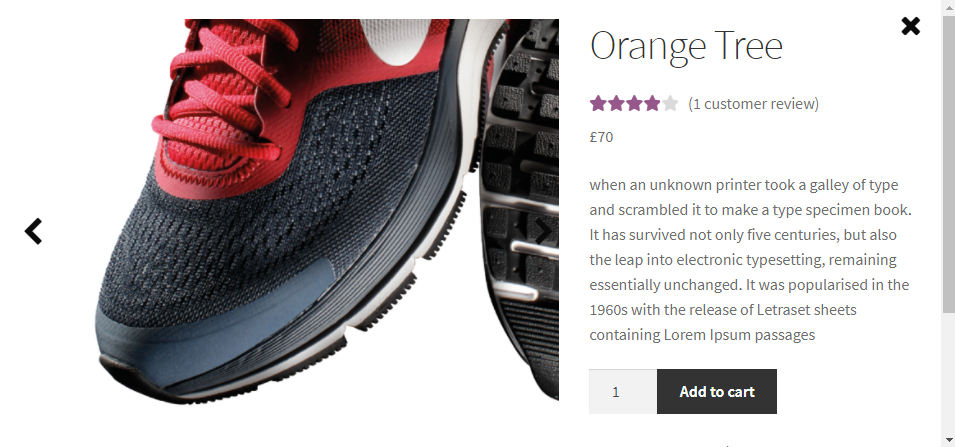 Orange Tree
(1 customer review)
£70
when an unknown printer took a galley of type
and scrambled it to make a type specimen book.
It has survived not only five centuries, but also
the leap into electronic typesetting, remaining
essentially unchanged. It was popularised in the
1960s with the release of Letraset sheets
containing Lorem Ipsum passages
1 Add to cart